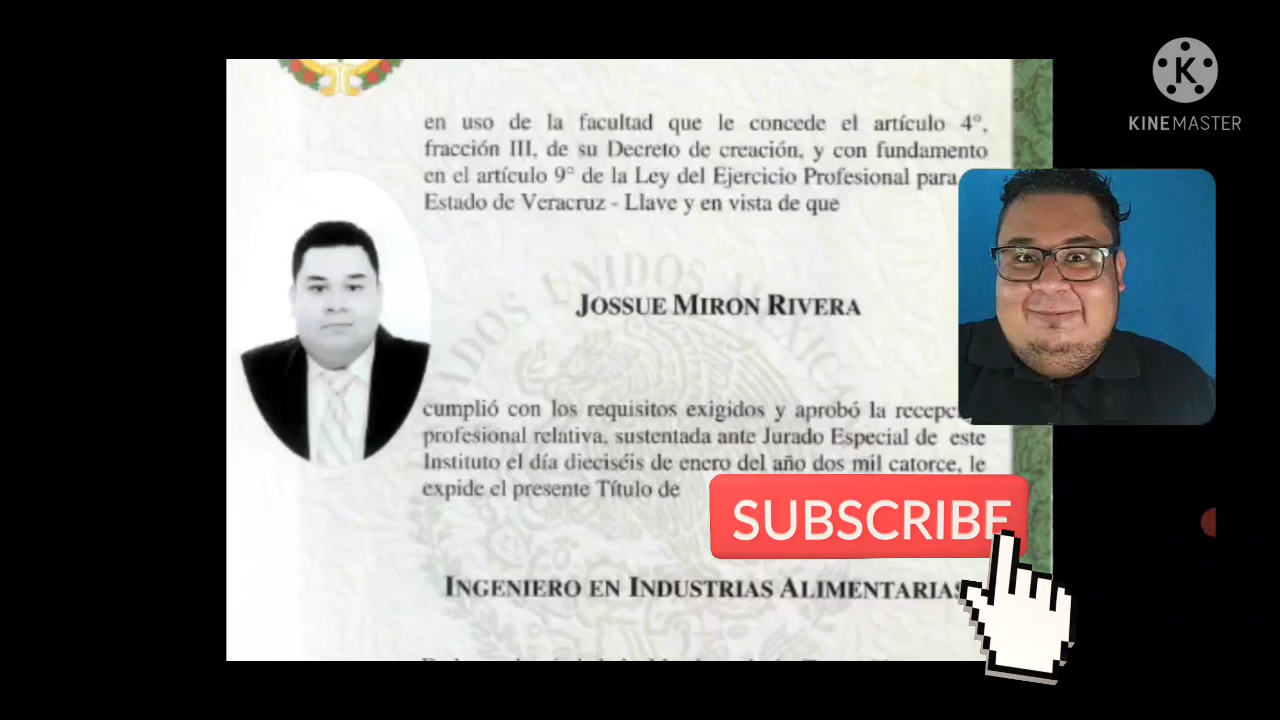 en uso de la facultad que le concede el artículo 4°,
fracción III, de su Decreto de creación, y con fundamento
en el artículo 9° de la Ley del Ejercicio Profesional para
Estado de Veracruz - Llave y en vista de que
ESTADOS UNIDOS MEXICA
JOSSUE MIRON RIVERA
cumplió con los requisitos exigidos y aprobó la recepc
profesional relativa, sustentada ante Jurado Especial de este
Instituto el día dieciséis de enero del año dos mil catorce, le
expide el presente Título de
INGENIERO EN INDUSTRIAS ALIMENTARIAS
K
KINEMASTER
SUBSCRIBE